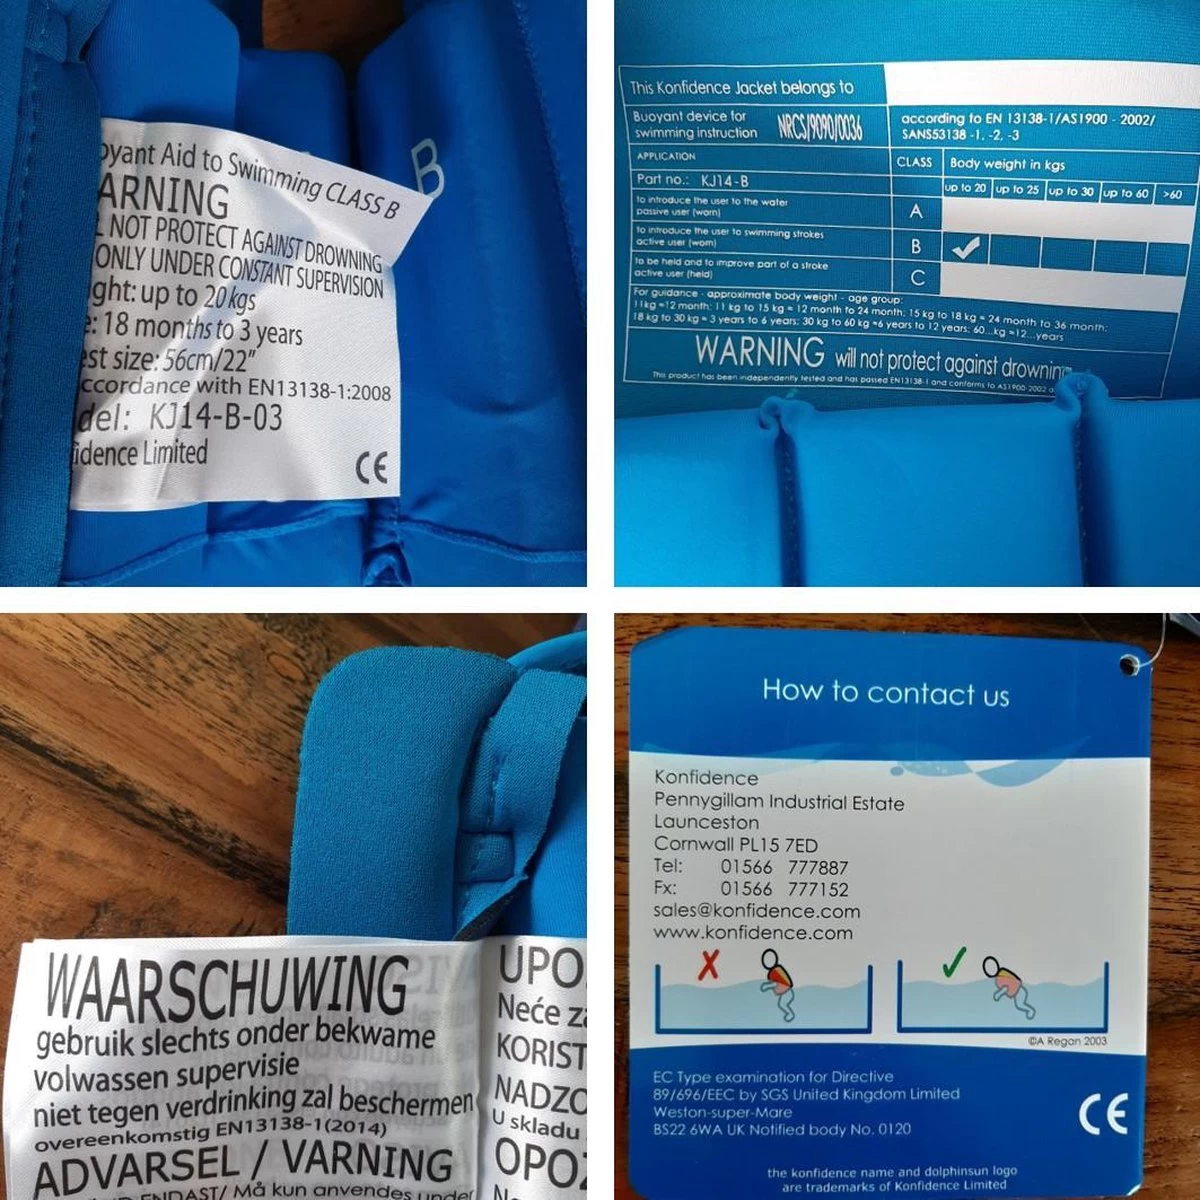 oyant Aid to Swimming CLASS B
ARNING
NOT PROTECT AGAINST DROWNING
ONLY UNDER CONSTANT SUPERVISION
ght: up to 20kgs
e: 18 months to 3 years
est size: 56cm/22"
ccordance with EN13138-1:2008
del: KJ14-B-03
idence Limited
CE
B
This Konfidence Jacket belongs to
Buoyant device for
swimming instruction
NRCS/9090/0036
according to EN 13138-1/AS1900 - 2002/
SANS53138 -1, -2, -3
APPLICATION
CLASS
Body weight in kgs
Part no.: KJ14-B
up to 20
up to 25
up to 30
up to 60
>60
to introduce the user to the water
passive user (worn)
A
to introduce the user to swimming strokes
active user (worn)
B
to be held and to improve part of a stroke
active user (held)
C
For guidance - approximate body weight - age group:
11kg =12 month; 11 kg to 15 kg = 12 month to 24 month; 15 kg to 18 kg = 24 month to 36 month;
18 kg to 30 kg = 3 years to 6 years; 30 kg to 60 kg =6 years to 12 years; 60...kg =12...years
WARNING will not protect against drowning
This product has been independently tested and has passed EN13138-1 and conforms to AS1900-2002
WAARSCHUWING
gebruik slechts onder bekwame
volwassen supervisie
niet tegen verdrinking zal beschermen
overeenkomstig EN13138-1(2014)
ADVARSEL / VARNING
ENDAST/ Må kun anvendes under
UPO
Neće za
KORIST
NADZO
u skladu
OPOZ
How to contact us
Konfidence
Pennygillam Industrial Estate
Launceston
Cornwall PL15 7ED
Tel: 01566 777887
Fx: 01566 777152
sales@konfidence.com
www.konfidence.com
©A Regan 2003
EC Type examination for Directive
89/696/EEC by SGS United Kingdom Limited
Weston-super-Mare
BS22 6WA UK Notified body No. 0120
CE
the konfidence name and dolphinsun logo
are trademarks of Konfidence Limited